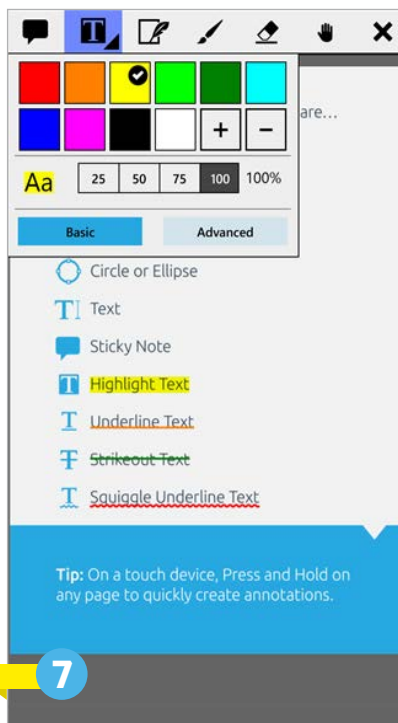 T
are...
+ −
Aa 25 50 75 100 100%
Basic Advanced
Circle or Ellipse
T Text
Sticky Note
T Highlight Text
T Underline Text
T Strikeout Text
T Squiggle Underline Text
Tip: On a touch device, Press and Hold on
any page to quickly create annotations.
7